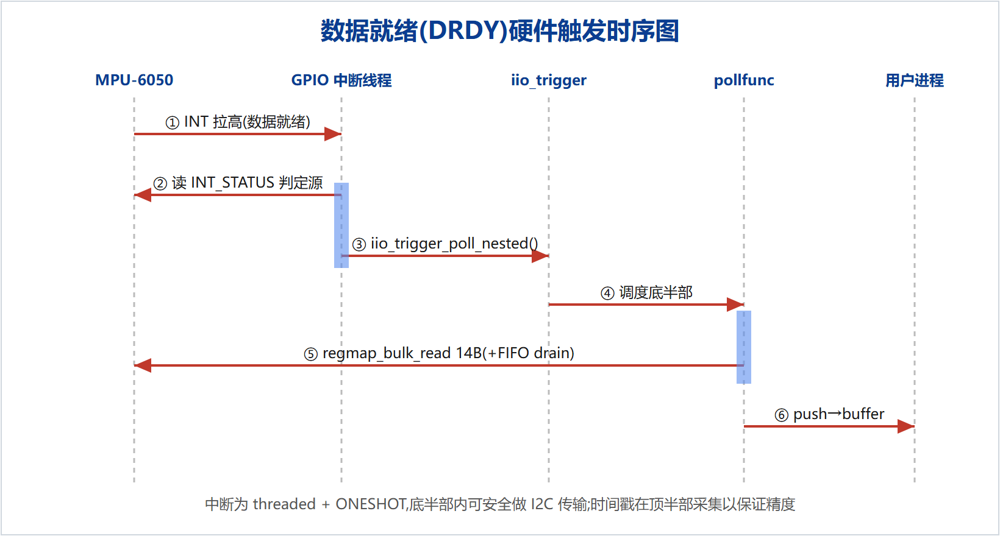 数据就绪(DRDY)硬件触发时序图
MPU-6050
GPIO 中断线程
iio_trigger
pollfunc
用户进程
① INT 拉高(数据就绪)
② 读 INT_STATUS 判定源
③ iio_trigger_poll_nested()
④ 调度底半部
⑤ regmap_bulk_read 14B(+FIFO drain)
⑥ push→buffer
中断为 threaded + ONESHOT,底半部内可安全做 I2C 传输;时间戳在顶半部采集以保证精度